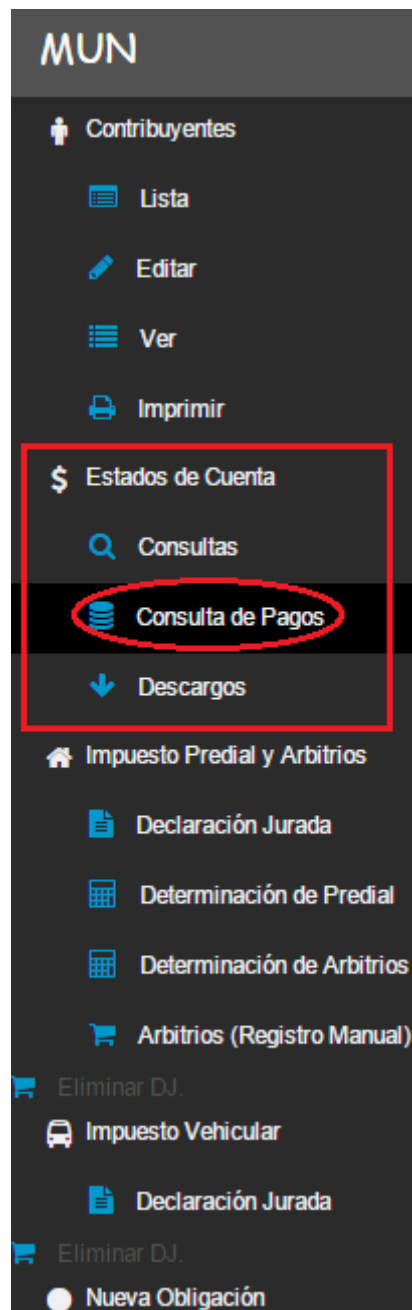 MUN
Contribuyentes
Lista
Editar
Ver
Imprimir
Estados de Cuenta
Consultas
Consulta de Pagos
Descargos
Impuesto Predial y Arbitrios
Declaración Jurada
Determinación de Predial
Determinación de Arbitrios
Arbitrios (Registro Manual)
Eliminar DJ.
Impuesto Vehicular
Declaración Jurada
Eliminar DJ.
Nueva Obligación